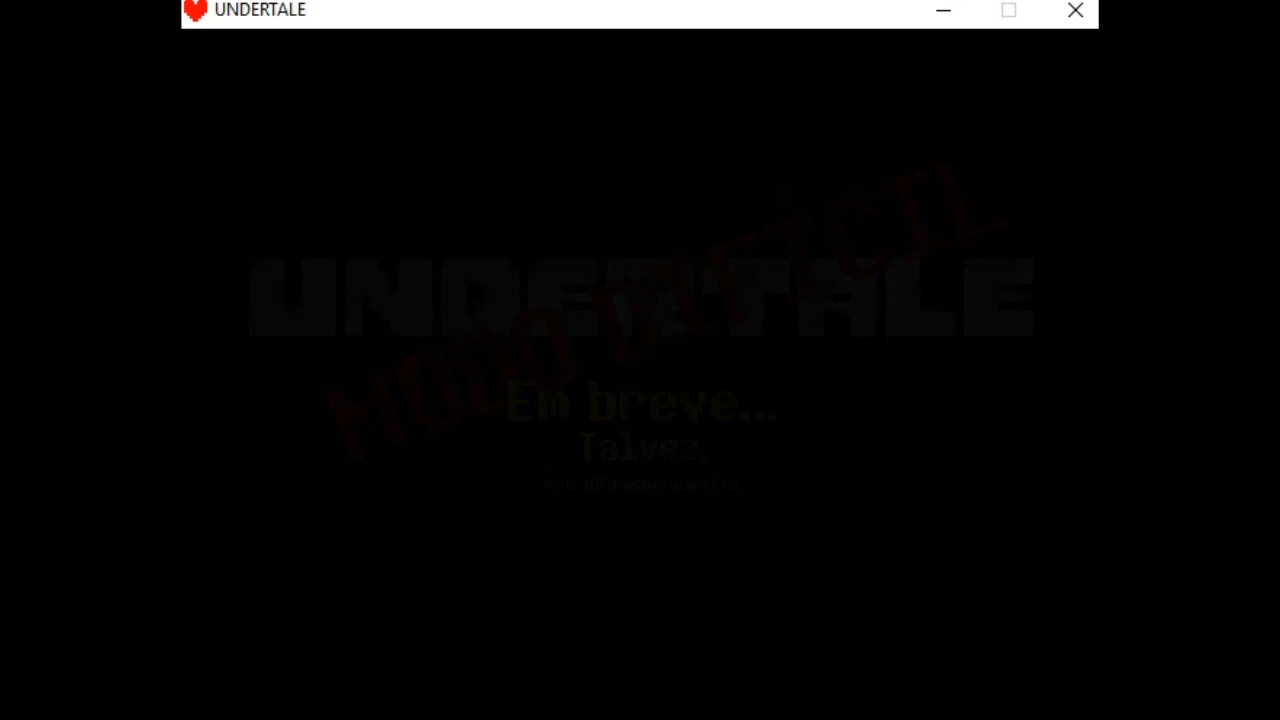 UNDERTALE
UNDERTALE
MODO DIFÍCIL
Em breve...
Talvez.